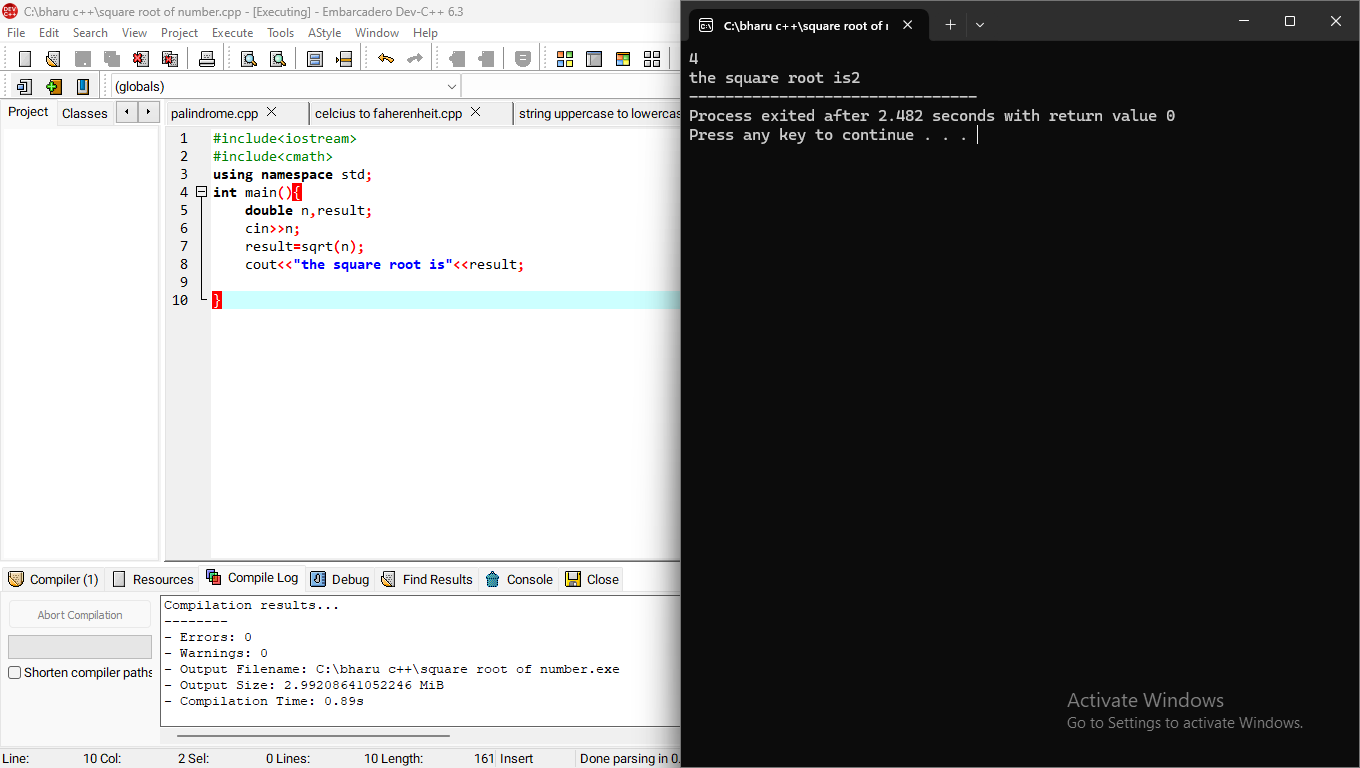 C:\bharu c++\square root of number.cpp - [Executing] - Embarcadero Dev-C++ 6.3
File Edit Search View Project Execute Tools AStyle Window Help
(globals)
Project Classes
palindrome.cpp celcius to faherenheit.cpp string uppercase to lowercas
1 #include<iostream>
2 #include<cmath>
3 using namespace std;
4 int main(){
5 double n,result;
6 cin>>n;
7 result=sqrt(n);
8 cout<<"the square root is"<<result;
9
10 }
Compiler (1) Resources Compile Log Debug Find Results Console Close
Abort Compilation
Shorten compiler paths
Compilation results...
--------
- Errors: 0
- Warnings: 0
- Output Filename: C:\bharu c++\square root of number.exe
- Output Size: 2.99208641052246 MiB
- Compilation Time: 0.89s
Line: 10 Col: 2 Sel: 0 Lines: 10 Length: 161 Insert Done parsing in 0.
C:\bharu c++\square root of r
4
the square root is2
--------------------------------
Process exited after 2.482 seconds with return value 0
Press any key to continue . . .
Activate Windows
Go to Settings to activate Windows.